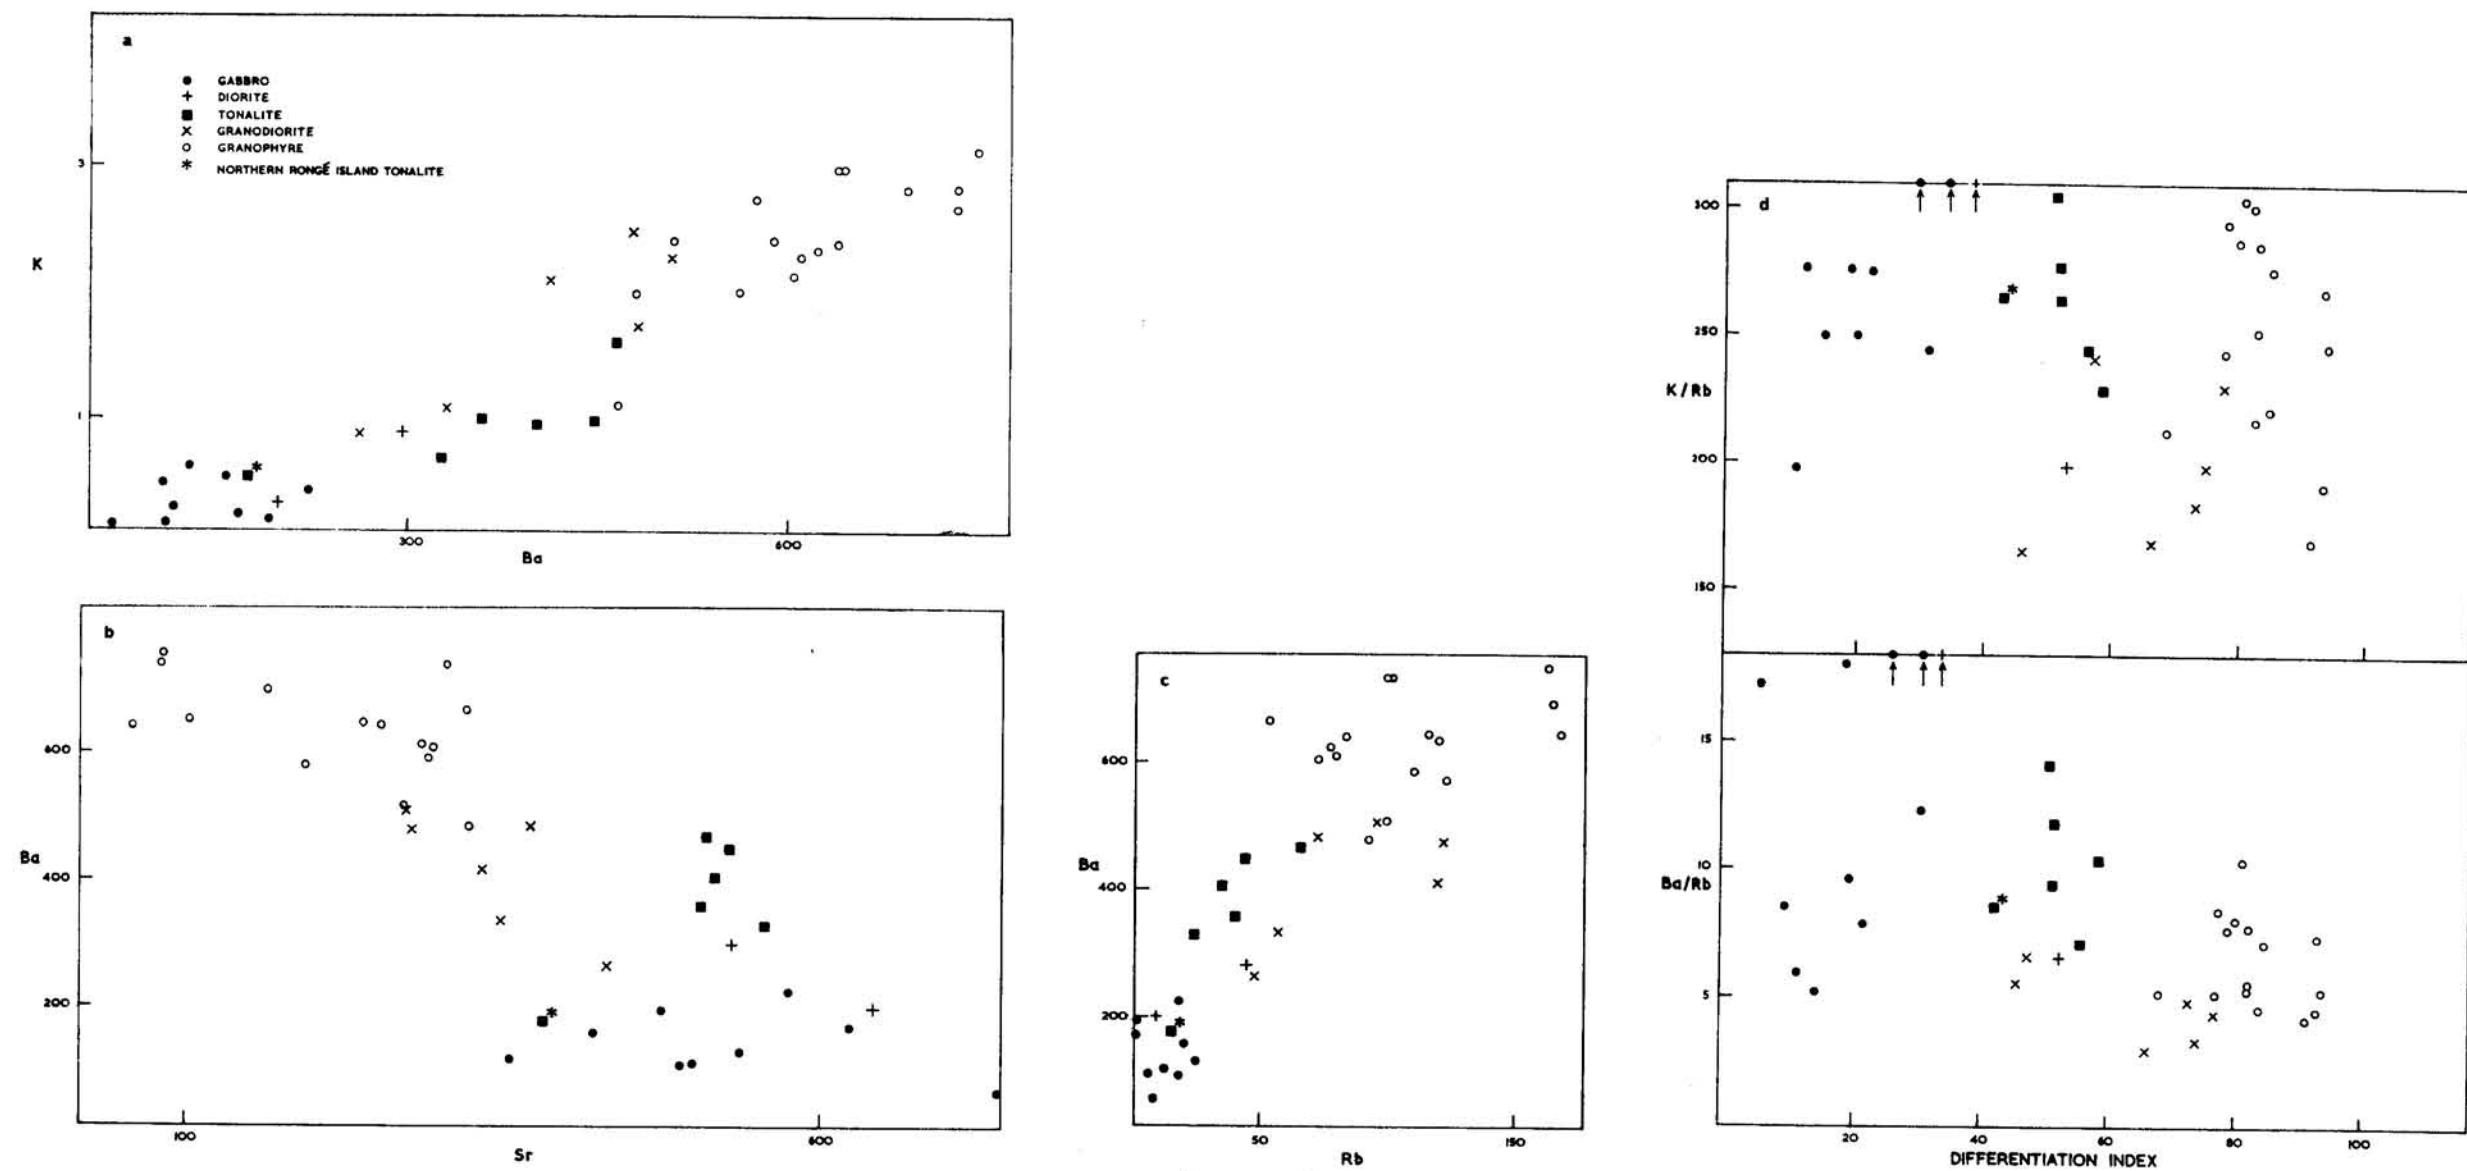 a
GABBRO
DIORITE
TONALITE
GRANODIORITE
GRANOPHYRE
NORTHERN RONGÉ ISLAND TONALITE
3
K
1
300
600
Ba
b
600
Ba
400
200
100
600
Sr
c
600
Ba
400
200
50
150
Rb
d
300
250
K/Rb
200
150
15
10
Ba/Rb
5
20
40
60
80
100
DIFFERENTIATION INDEX